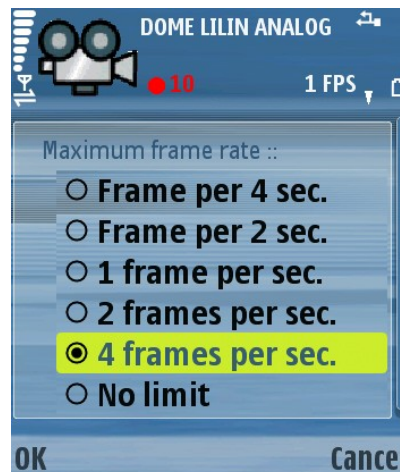 DOME LILIN ANALOG
10
1 FPS
Maximum frame rate ::
Frame per 4 sec.
Frame per 2 sec.
1 frame per sec.
2 frames per sec.
4 frames per sec.
No limit
OK
Cance